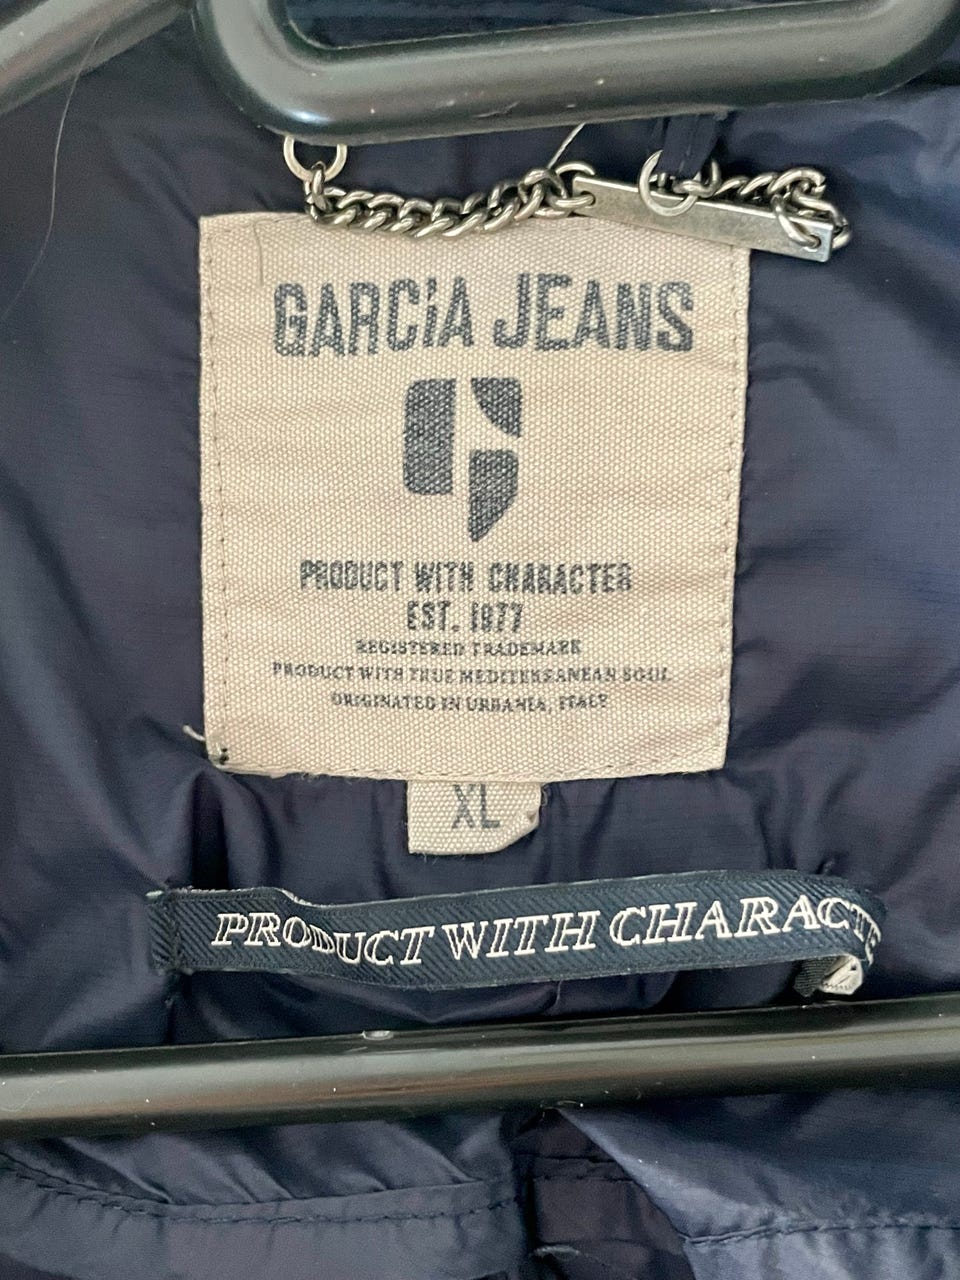 GARCiA JEANS
PRODUCT WITH CHARACTER
EST. 1977
REGISTERED TRADEMARK
PRODUCT WITH TRUE MEDITERRANEAN SOUL
ORIGINATED IN URBANIA, ITALY
XL
PRODUCT WITH CHARACTE